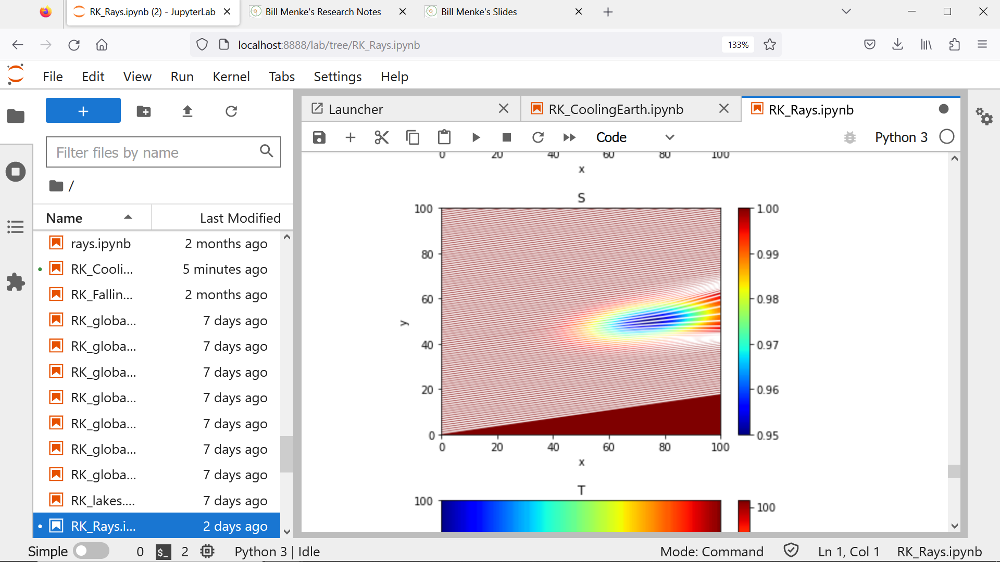 RK_Rays.ipynb (2) - JupyterLab
Bill Menke's Research Notes
Bill Menke's Slides
localhost:8888/lab/tree/RK_Rays.ipynb
133%
File Edit View Run Kernel Tabs Settings Help
Launcher
RK_CoolingEarth.ipynb
RK_Rays.ipynb
Code
Python 3
Filter files by name
/
Name Last Modified
rays.ipynb 2 months ago
RK_Cooli... 5 minutes ago
RK_Fallin... 2 months ago
RK_globa... 7 days ago
RK_globa... 7 days ago
RK_globa... 7 days ago
RK_globa... 7 days ago
RK_globa... 7 days ago
RK_globa... 7 days ago
RK_globa... 7 days ago
RK_lakes.... 7 days ago
RK_Rays.i... 2 days ago
0 20 40 60 80 100
x
S
100
80
60
40
20
0
y
0 20 40 60 80 100
x
1.00
0.99
0.98
0.97
0.96
0.95
T
100
100
Simple 0 $_ 2 Python 3 | Idle Mode: Command Ln 1, Col 1 RK_Rays.ipynb